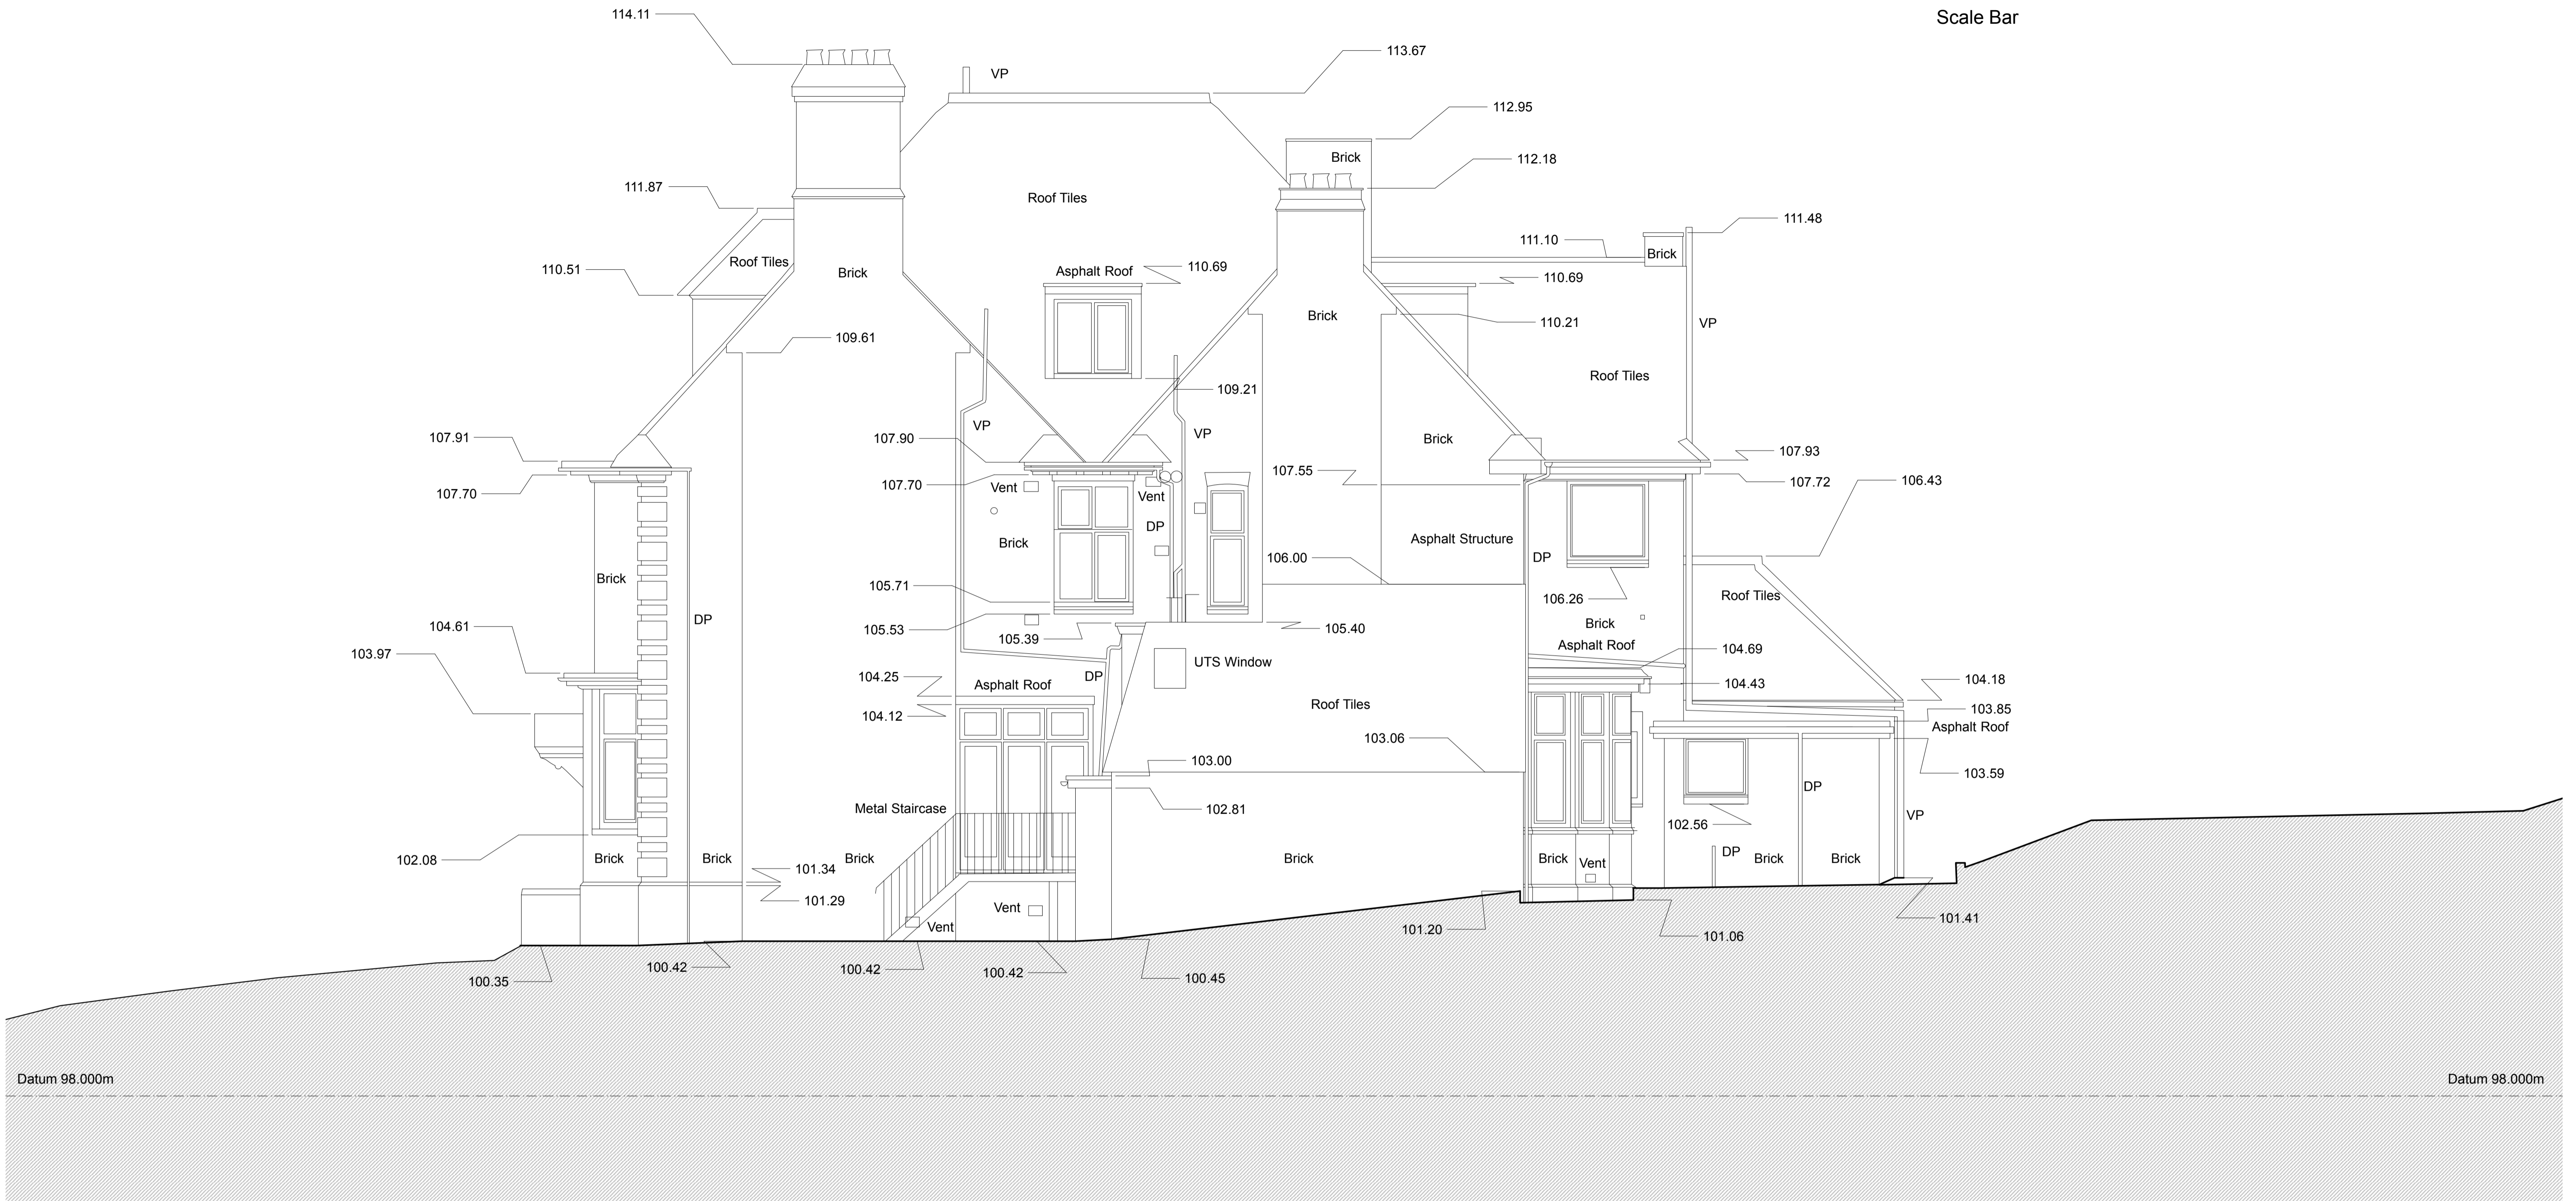 114.11
Scale Bar
113.67
VP
112.95
Brick
112.18
111.87
Roof Tiles
111.48
111.10
Brick
Roof Tiles
110.51
Brick
Asphalt Roof
110.69
110.69
Brick
110.21
VP
109.61
Roof Tiles
109.21
107.91
107.90
VP
VP
Brick
107.93
107.70
107.70
Vent
Vent
107.55
107.72
106.43
DP
Brick
Asphalt Structure
Brick
106.00
DP
105.71
106.26
Roof Tiles
DP
104.61
105.53
105.39
105.40
Brick
Asphalt Roof
103.97
104.25
Asphalt Roof
DP
UTS Window
104.69
104.43
104.18
104.12
Roof Tiles
103.85
Asphalt Roof
103.06
103.00
103.59
Metal Staircase
102.81
DP
102.56
VP
102.08
Brick
Brick
101.34
Brick
Brick
Brick
Vent
DP
Brick
Brick
101.29
Vent
Vent
101.20
101.06
101.41
100.35
100.42
100.42
100.42
100.45
Datum 98.000m
Datum 98.000m